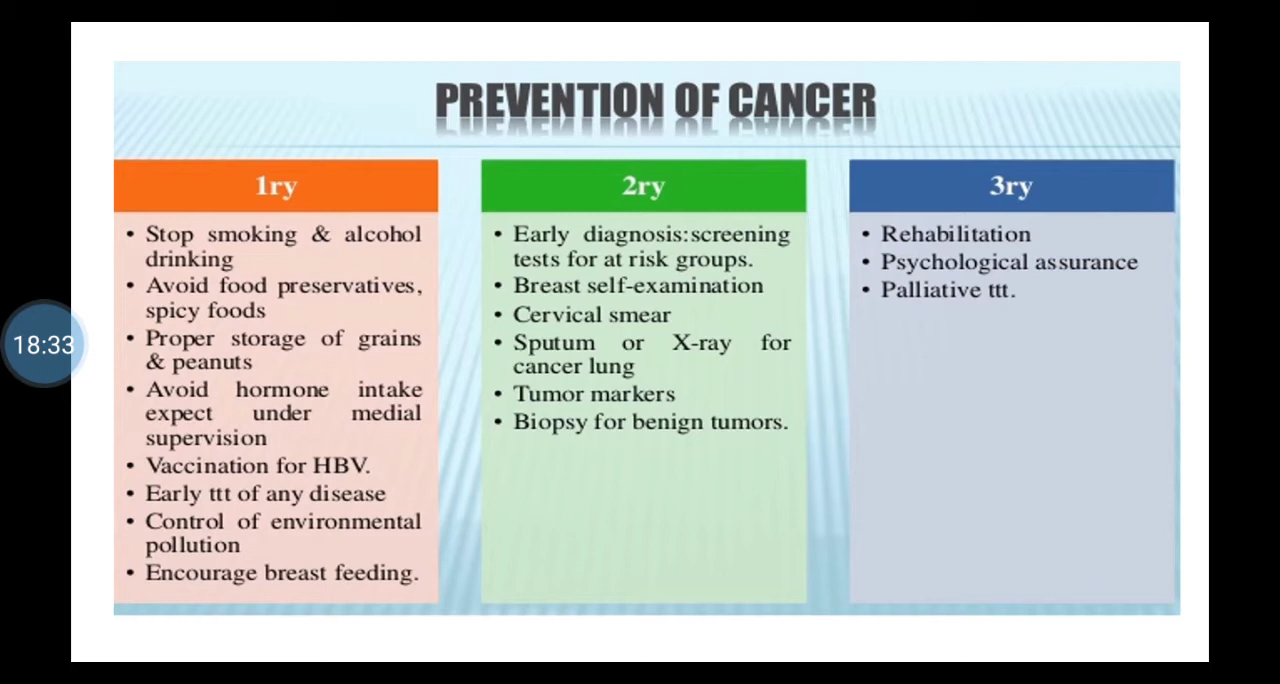 PREVENTION OF CANCER
1ry
• Stop smoking & alcohol
drinking
• Avoid food preservatives,
spicy foods
• Proper storage of grains
& peanuts
• Avoid hormone intake
expect under medial
supervision
• Vaccination for HBV.
• Early ttt of any disease
• Control of environmental
pollution
• Encourage breast feeding.
2ry
• Early diagnosis:screening
tests for at risk groups.
• Breast self-examination
• Cervical smear
• Sputum or X-ray for
cancer lung
• Tumor markers
• Biopsy for benign tumors.
3ry
• Rehabilitation
• Psychological assurance
• Palliative ttt.
18:33